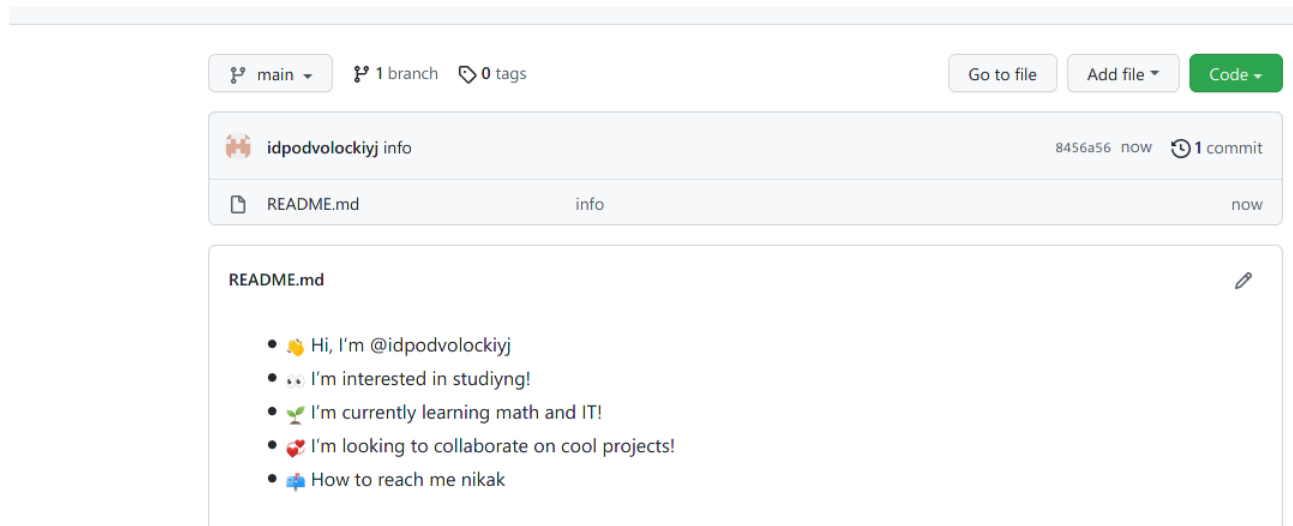 main 1 branch 0 tags Go to file Add file Code
idpodvolockiyj info 8456a56 now 1 commit
README.md info now
README.md
👋 Hi, I'm @idpodvolockiyj
👀 I'm interested in studiyng!
🌱 I'm currently learning math and IT!
💞️ I'm looking to collaborate on cool projects!
📫 How to reach me nikak